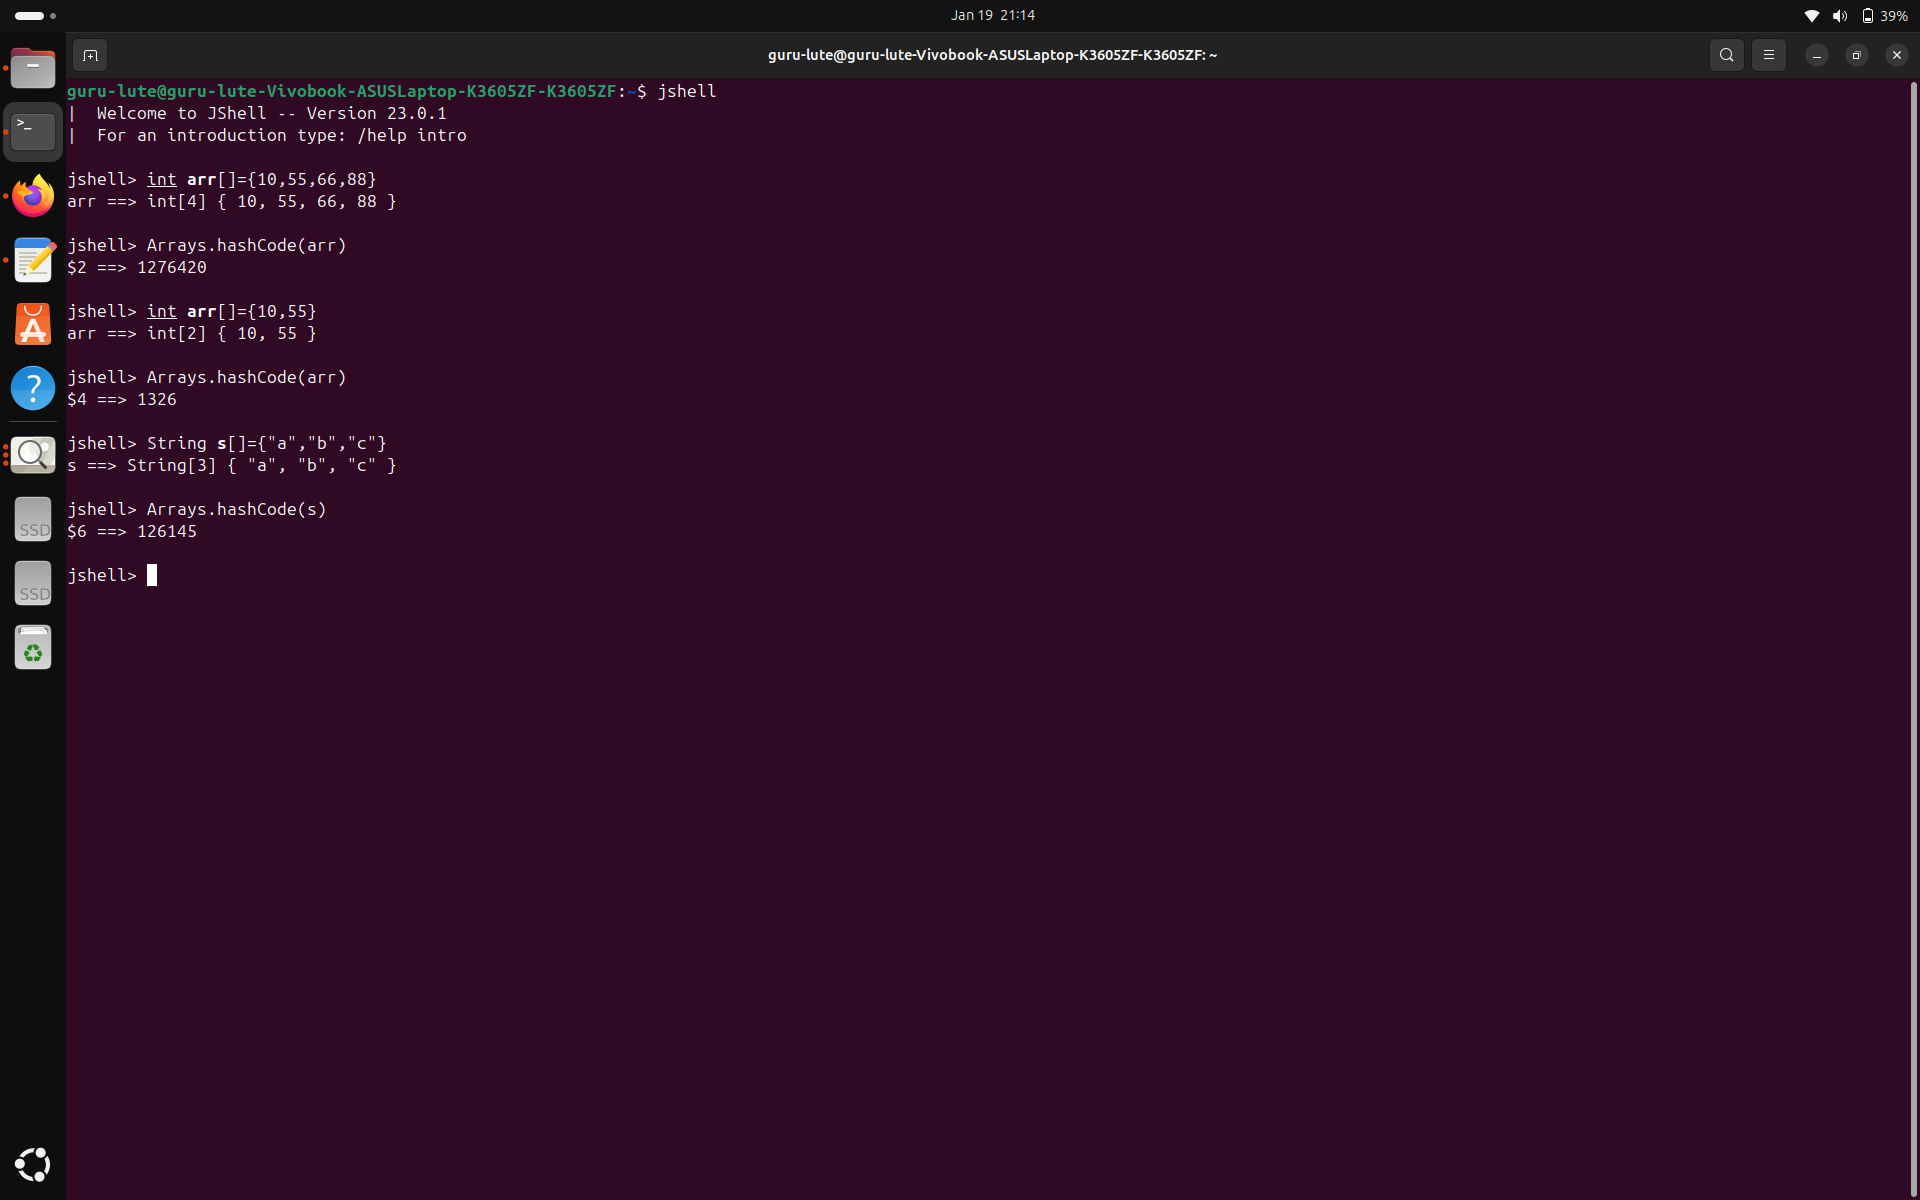 Jan 19 21:14
39%
guru-lute@guru-lute-Vivobook-ASUSLaptop-K3605ZF-K3605ZF: ~
guru-lute@guru-lute-Vivobook-ASUSLaptop-K3605ZF-K3605ZF:~$ jshell
| Welcome to JShell -- Version 23.0.1
| For an introduction type: /help intro
jshell> int arr[]={10,55,66,88}
arr ==> int[4] { 10, 55, 66, 88 }
jshell> Arrays.hashCode(arr)
$2 ==> 1276420
jshell> int arr[]={10,55}
arr ==> int[2] { 10, 55 }
jshell> Arrays.hashCode(arr)
$4 ==> 1326
jshell> String s[]={"a","b","c"}
s ==> String[3] { "a", "b", "c" }
jshell> Arrays.hashCode(s)
$6 ==> 126145
jshell>
SSD
SSD